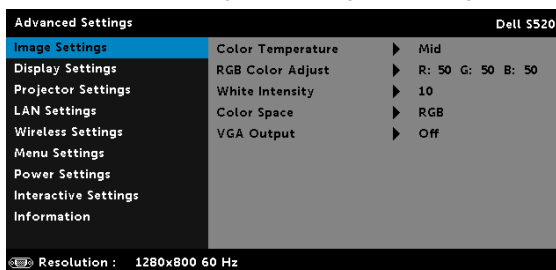 Advanced Settings Dell S520
Image Settings Color Temperature Mid
Display Settings RGB Color Adjust R: 50 G: 50 B: 50
Projector Settings White Intensity 10
LAN Settings Color Space RGB
Wireless Settings VGA Output Off
Menu Settings
Power Settings
Interactive Settings
Information
Resolution : 1280x800 60 Hz